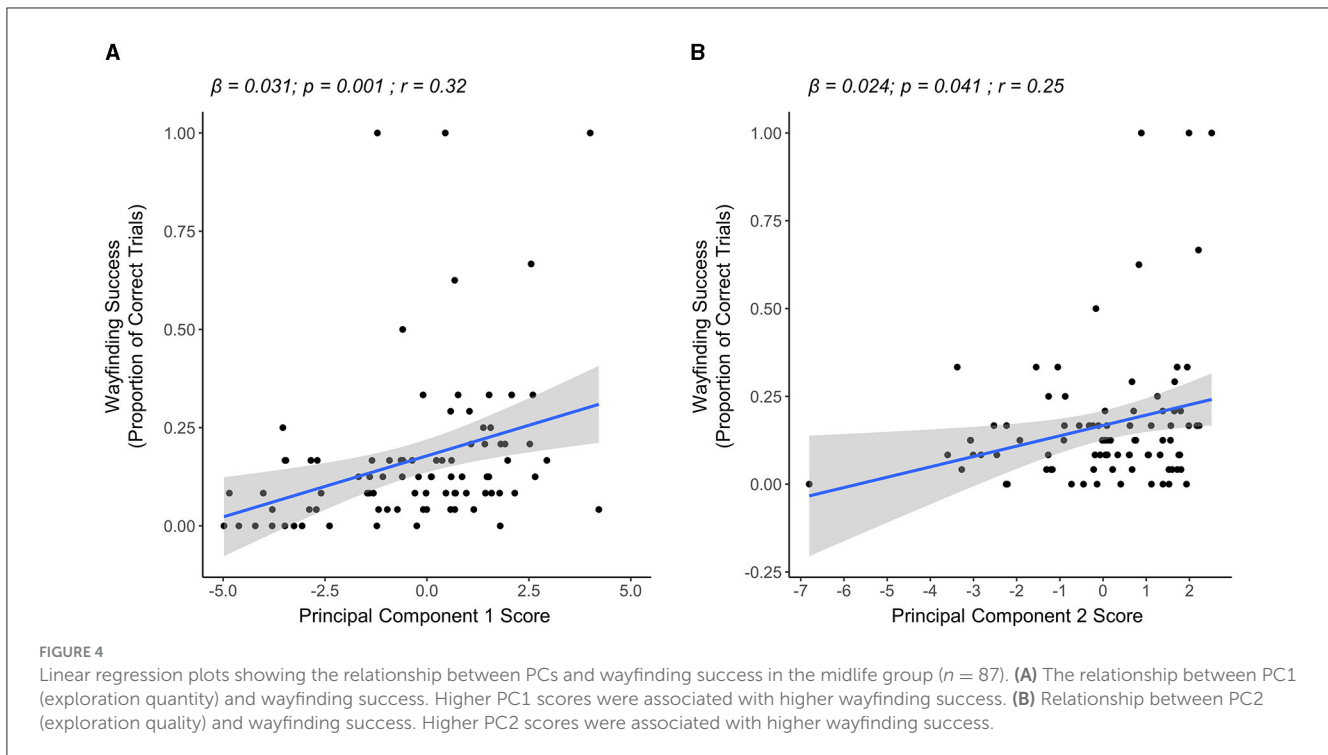 A
β = 0.031; p = 0.001 ; r = 0.32
1.00
0.75
0.50
0.25
0.00
Wayfinding Success
(Proportion of Correct Trials)
-5.0 -2.5 0.0 2.5 5.0
Principal Component 1 Score
B
β = 0.024; p = 0.041 ; r = 0.25
1.00
0.75
0.50
0.25
0.00
-0.25
Wayfinding Success
(Proportion of Correct Trials)
-7 -6 -5 -4 -3 -2 -1 0 1 2
Principal Component 2 Score
FIGURE 4
Linear regression plots showing the relationship between PCs and wayfinding success in the midlife group (n = 87). (A) The relationship between PC1
(exploration quantity) and wayfinding success. Higher PC1 scores were associated with higher wayfinding success. (B) Relationship between PC2
(exploration quality) and wayfinding success. Higher PC2 scores were associated with higher wayfinding success.